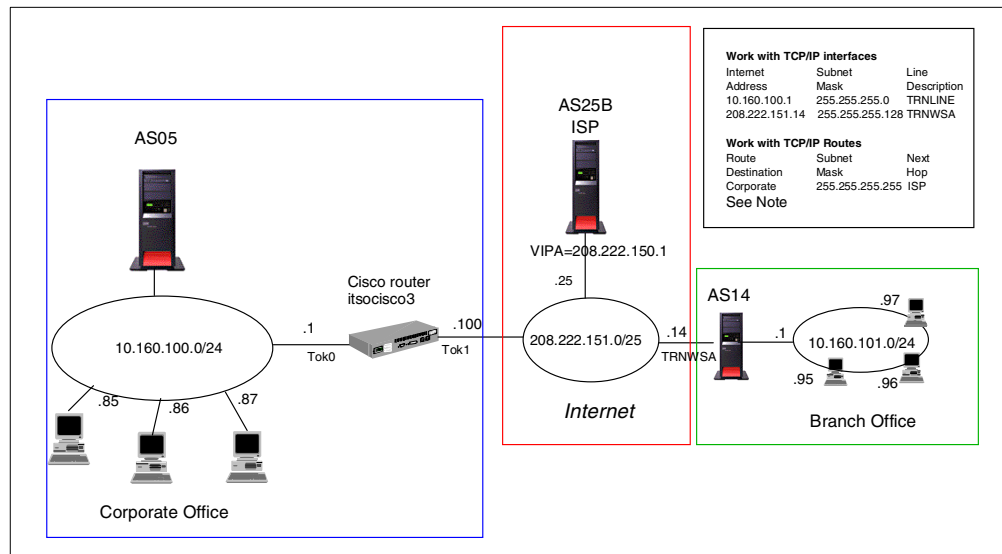 Work with TCP/IP interfaces
Internet Subnet Line
Address Mask Description
10.160.100.1 255.255.255.0 TRNLINE
208.222.151.14 255.255.255.128 TRNWSA
Work with TCP/IP Routes
Route Subnet Next
Destination Mask Hop
Corporate 255.255.255.255 ISP
See Note
AS05
10.160.100.0/24
.85
.86
.87
Corporate Office
Cisco router
itsocisco3
.1
Tok0
.100
Tok1
AS25B
ISP
VIPA=208.222.150.1
.25
208.222.151.0/25
Internet
.14
TRNWSA
AS14
.1
10.160.101.0/24
.97
.95
.96
Branch Office